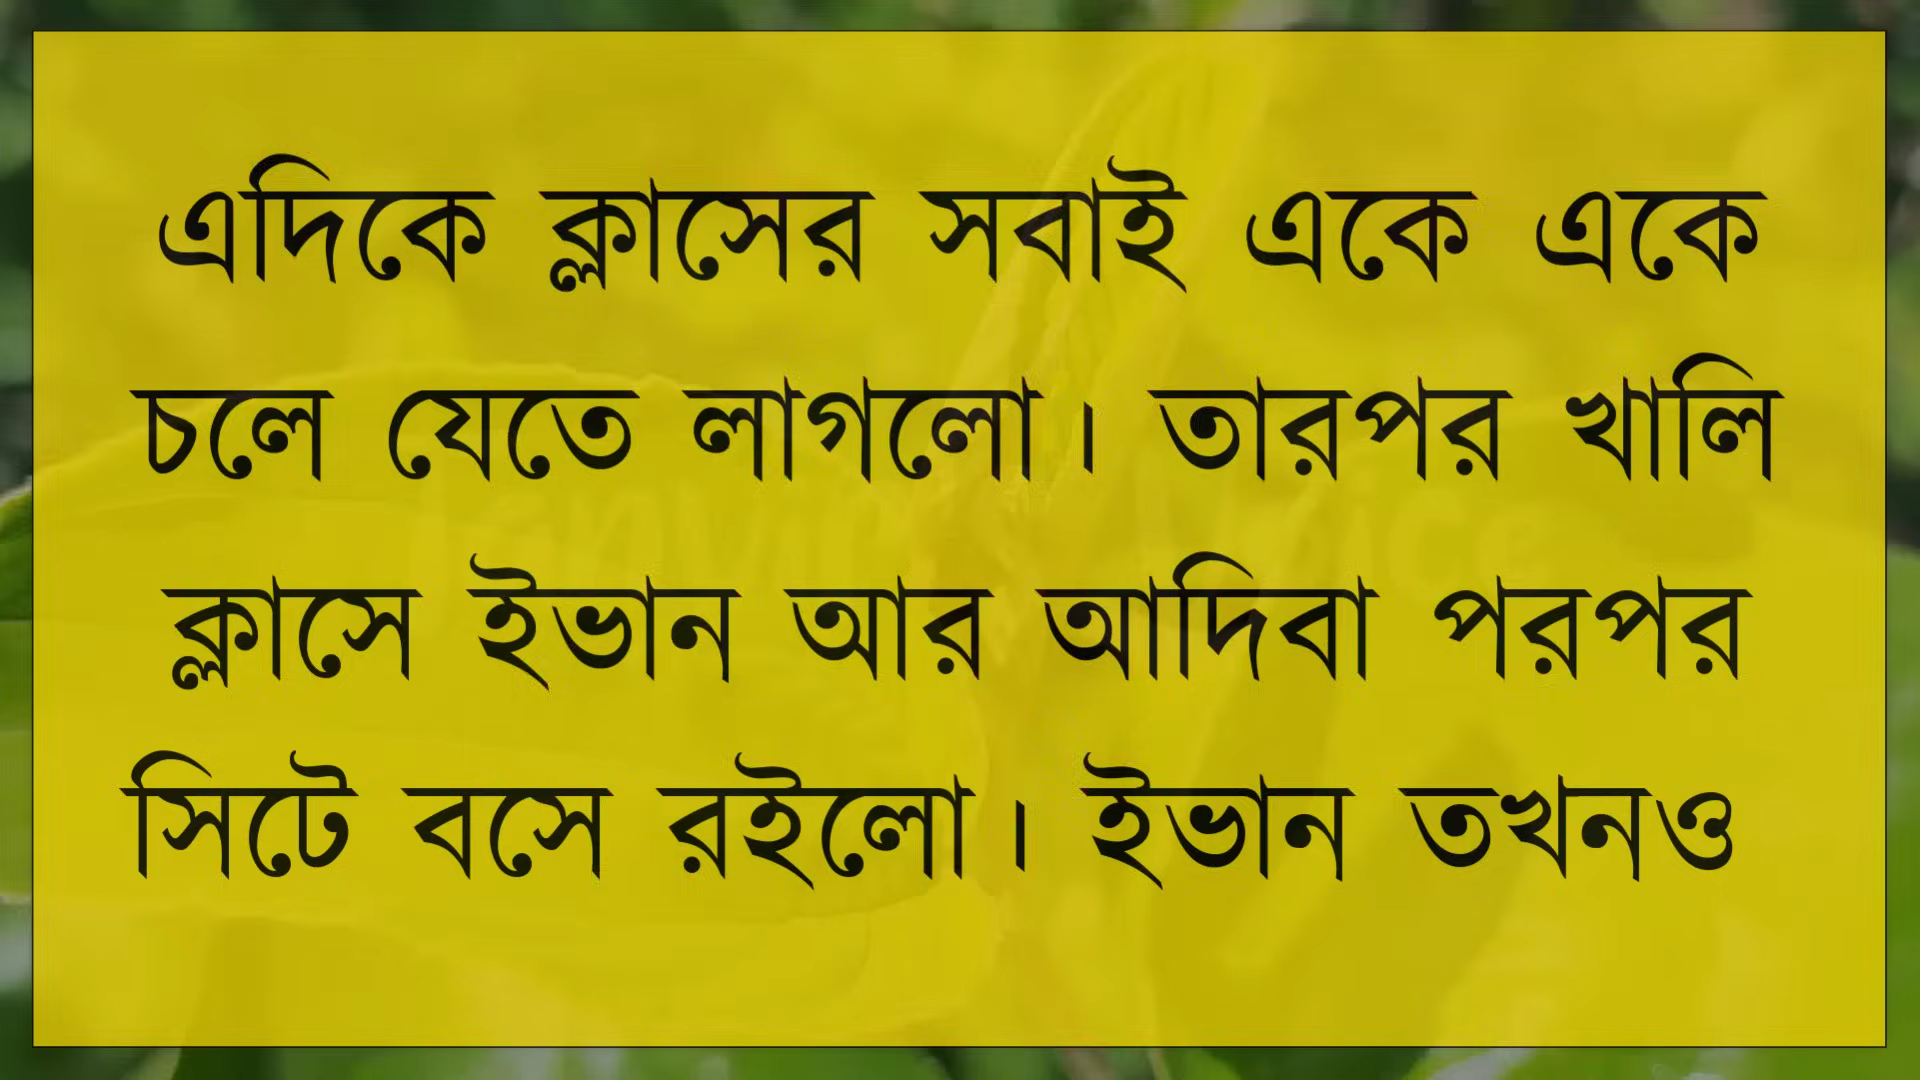 এদিকে ক্লাসের সবাই একে একে
চলে যেতে লাগলো। তারপর খালি
ক্লাসে ইভান আর আদিবা পরপর
সিটে বসে রইলো। ইভান তখনও